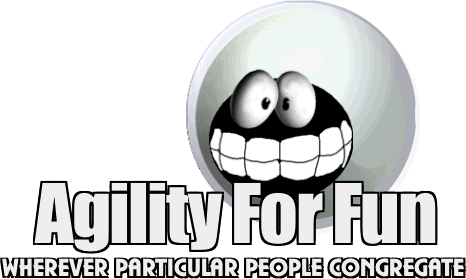 Agility For Fun
WHEREVER PARTICULAR PEOPLE CONGREGATE